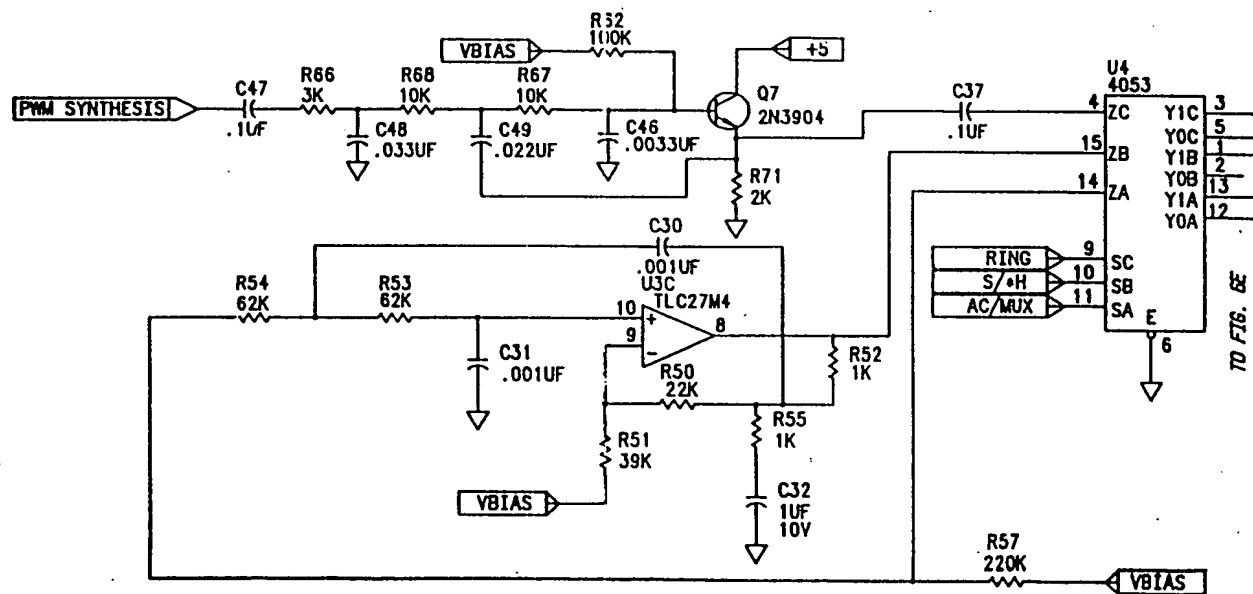 R62
100K
VBIAS
+5
U4
4053
PWM SYNTHESIS
C47
.1UF
R66
3K
R68
10K
R67
10K
Q7
2N3904
C37
.1UF
4
ZC
Y1C
3
C48
.033UF
C49
.022UF
C46
.0033UF
Y0C
5
15
ZB
Y1B
1
Y0B
2
R71
2K
14
ZA
Y1A
13
Y0A
12
C30
.001UF
RING
9
SC
S/*H
10
SB
AC/MUX
11
SA
E
6
TO FIG. 6E
R54
62K
R53
62K
U3C
TLC27M4
10
+
9
-
8
C31
.001UF
R50
22K
R52
1K
R51
39K
R55
1K
VBIAS
C32
1UF
10V
R57
220K
VBIAS